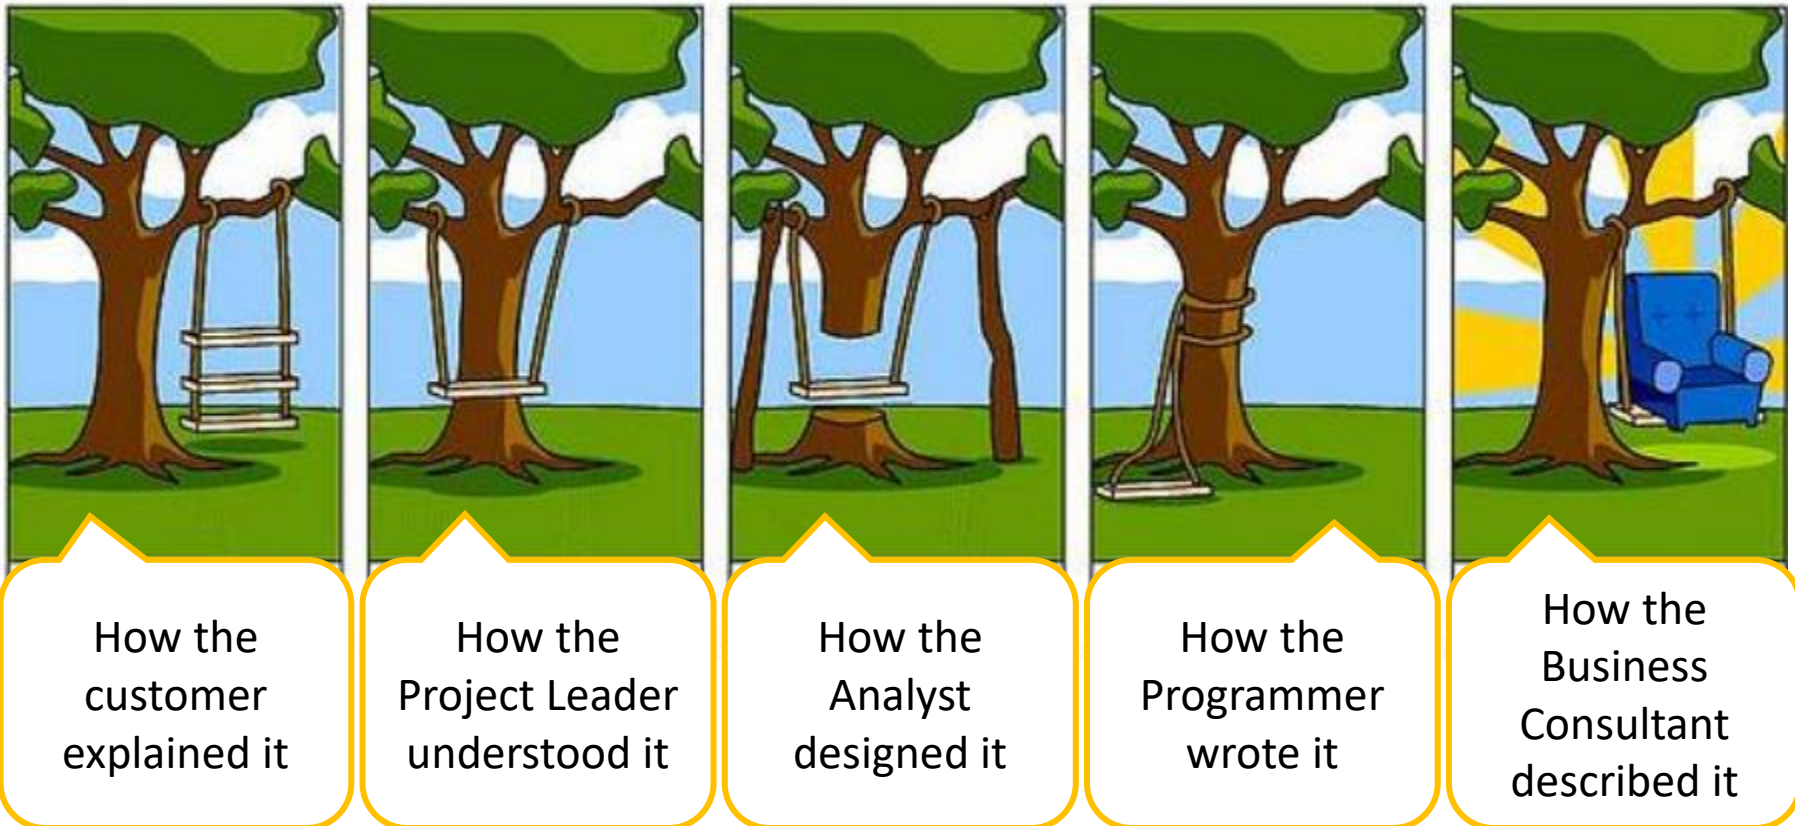 How the
customer
explained it
How the
Project Leader
understood it
How the
Analyst
designed it
How the
Programmer
wrote it
How the
Business
Consultant
described it